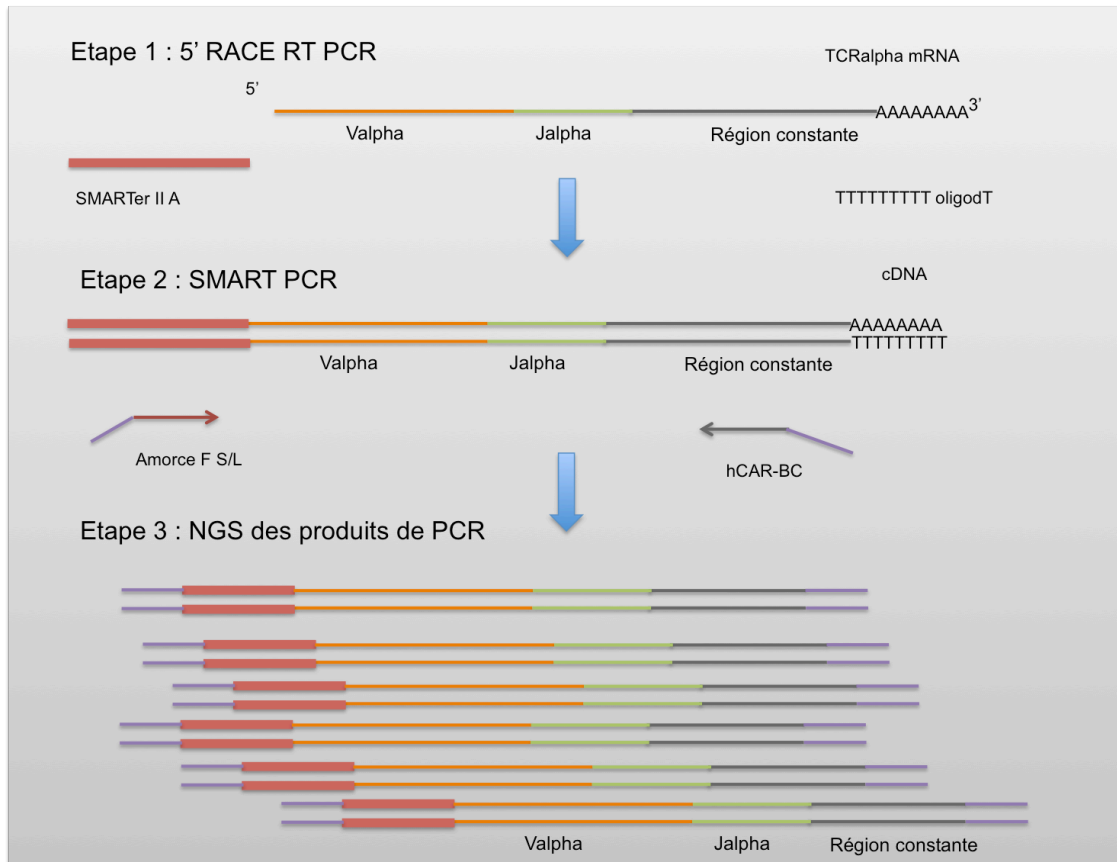 Etape 1 : 5’ RACE RT PCR
TCRalpha mRNA
5’
AAAAAAAA 3’
Valpha
Jalpha
Région constante
SMARTer II A
TTTTTTTTT oligodT
Etape 2 : SMART PCR
cDNA
AAAAAAAA
TTTTTTTTT
Valpha
Jalpha
Région constante
Amorce F S/L
hCAR-BC
Etape 3 : NGS des produits de PCR
Valpha
Jalpha
Région constante